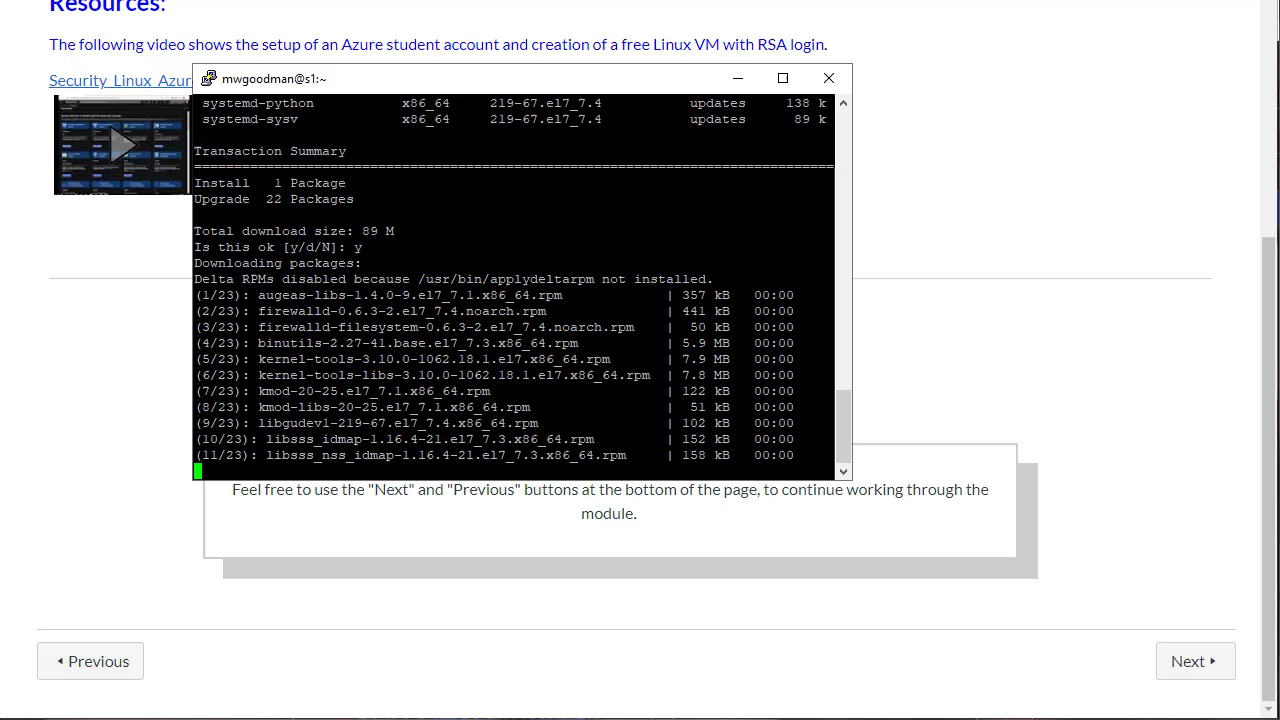 Resources:
The following video shows the setup of an Azure student account and creation of a free Linux VM with RSA login.
Security_Linux_Azur
mwgoodman@s1:~
systemd-python x86_64 219-67.el7_7.4 updates 138 k
systemd-sysv x86_64 219-67.el7_7.4 updates 89 k
Transaction Summary
================================================================================
Install 1 Package
Upgrade 22 Packages
Total download size: 89 M
Is this ok [y/d/N]: y
Downloading packages:
Delta RPMs disabled because /usr/bin/applydeltarpm not installed.
(1/23): augeas-libs-1.4.0-9.el7_7.1.x86_64.rpm | 357 kB 00:00
(2/23): firewalld-0.6.3-2.el7_7.4.noarch.rpm | 441 kB 00:00
(3/23): firewalld-filesystem-0.6.3-2.el7_7.4.noarch.rpm | 50 kB 00:00
(4/23): binutils-2.27-41.base.el7_7.3.x86_64.rpm | 5.9 MB 00:00
(5/23): kernel-tools-3.10.0-1062.18.1.el7.x86_64.rpm | 7.9 MB 00:00
(6/23): kernel-tools-libs-3.10.0-1062.18.1.el7.x86_64.rpm | 7.8 MB 00:00
(7/23): kmod-20-25.el7_7.1.x86_64.rpm | 122 kB 00:00
(8/23): kmod-libs-20-25.el7_7.1.x86_64.rpm | 51 kB 00:00
(9/23): libgudev1-219-67.el7_7.4.x86_64.rpm | 102 kB 00:00
(10/23): libsss_idmap-1.16.4-21.el7_7.3.x86_64.rpm | 152 kB 00:00
(11/23): libsss_nss_idmap-1.16.4-21.el7_7.3.x86_64.rpm | 158 kB 00:00
Feel free to use the "Next" and "Previous" buttons at the bottom of the page, to continue working through the
module.
Previous
Next